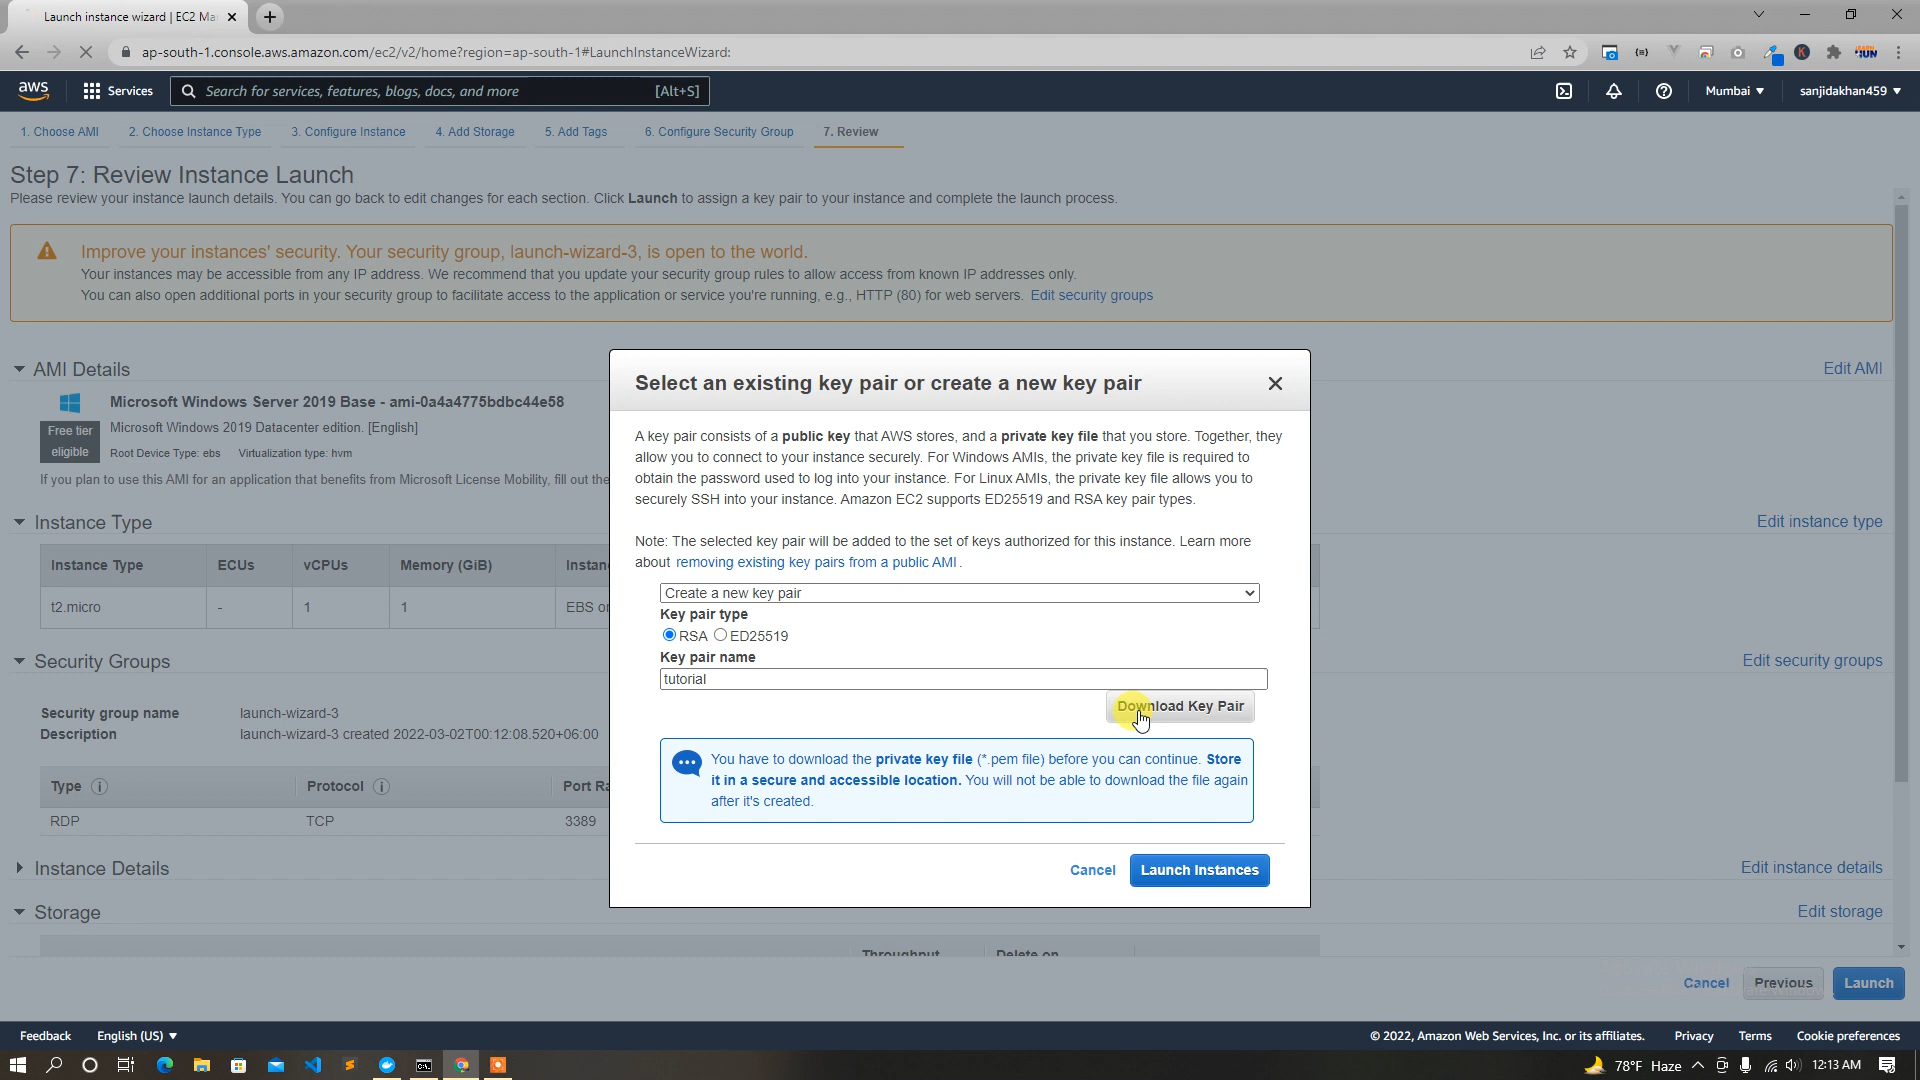 Launch instance wizard | EC2 Ma
ap-south-1.console.aws.amazon.com/ec2/v2/home?region=ap-south-1#LaunchInstanceWizard:
aws
Services
Search for services, features, blogs, docs, and more
[Alt+S]
Mumbai
sanjidakhan459
1. Choose AMI
2. Choose Instance Type
3. Configure Instance
4. Add Storage
5. Add Tags
6. Configure Security Group
7. Review
Step 7: Review Instance Launch
Please review your instance launch details. You can go back to edit changes for each section. Click Launch to assign a key pair to your instance and complete the launch process.
Improve your instances' security. Your security group, launch-wizard-3, is open to the world.
Your instances may be accessible from any IP address. We recommend that you update your security group rules to allow access from known IP addresses only.
You can also open additional ports in your security group to facilitate access to the application or service you're running, e.g., HTTP (80) for web servers. Edit security groups
AMI Details
Edit AMI
Microsoft Windows Server 2019 Base - ami-0a4a4775bdbc44e58
Free tier
eligible
Microsoft Windows 2019 Datacenter edition. [English]
Root Device Type: ebs Virtualization type: hvm
If you plan to use this AMI for an application that benefits from Microsoft License Mobility, fill out the
Instance Type
Edit instance type
Instance Type
ECUs
vCPUs
Memory (GiB)
Instan
t2.micro
-
1
1
EBS o
Security Groups
Edit security groups
Security group name
launch-wizard-3
Description
launch-wizard-3 created 2022-03-02T00:12:08.520+06:00
Type
Protocol
Port Ra
RDP
TCP
3389
Instance Details
Edit instance details
Storage
Edit storage
Throughput
Delete on
Select an existing key pair or create a new key pair
A key pair consists of a public key that AWS stores, and a private key file that you store. Together, they
allow you to connect to your instance securely. For Windows AMIs, the private key file is required to
obtain the password used to log into your instance. For Linux AMIs, the private key file allows you to
securely SSH into your instance. Amazon EC2 supports ED25519 and RSA key pair types.
Note: The selected key pair will be added to the set of keys authorized for this instance. Learn more
about removing existing key pairs from a public AMI.
Create a new key pair
Key pair type
RSA
ED25519
Key pair name
tutorial
Download Key Pair
You have to download the private key file (*.pem file) before you can continue. Store
it in a secure and accessible location. You will not be able to download the file again
after it's created.
Cancel
Launch Instances
Cancel
Previous
Launch
Feedback
English (US)
© 2022, Amazon Web Services, Inc. or its affiliates.
Privacy
Terms
Cookie preferences
78°F Haze
12:13 AM